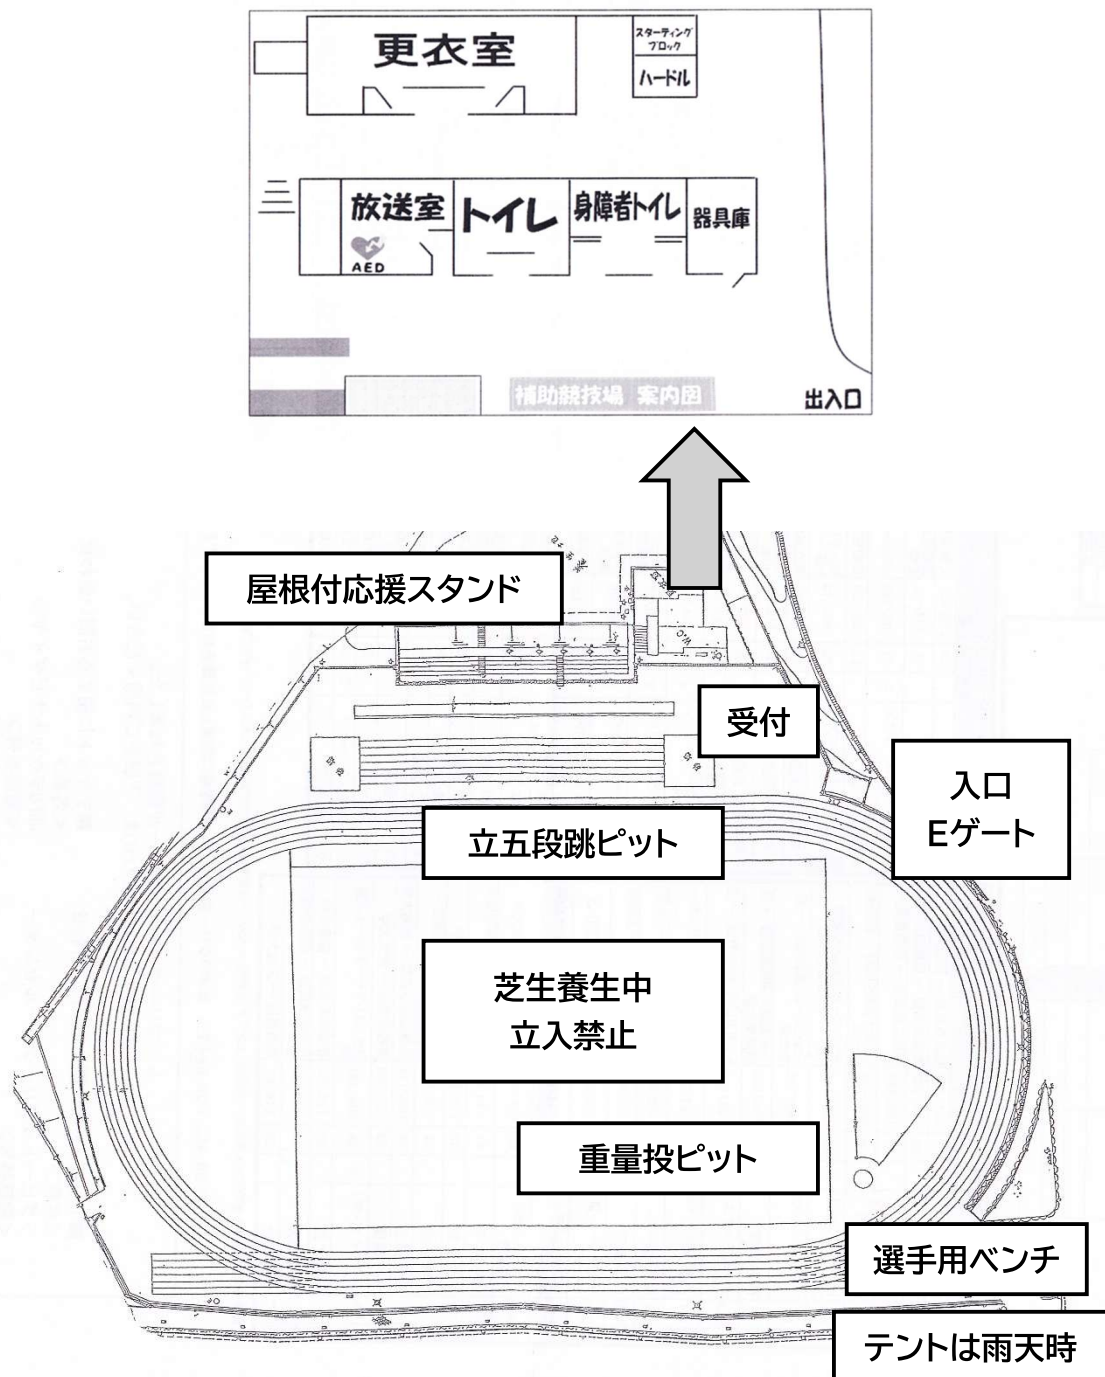 更衣室
スターティング
ブロック
ハードル
放送室
トイレ
身障者トイレ
器具庫
AED
補助競技場 案内図
出入口
屋根付応援スタンド
W.C
受付
入口
Eゲート
立五段跳ピット
芝生養生中
立入禁止
重量投ピット
選手用ベンチ
テントは雨天時